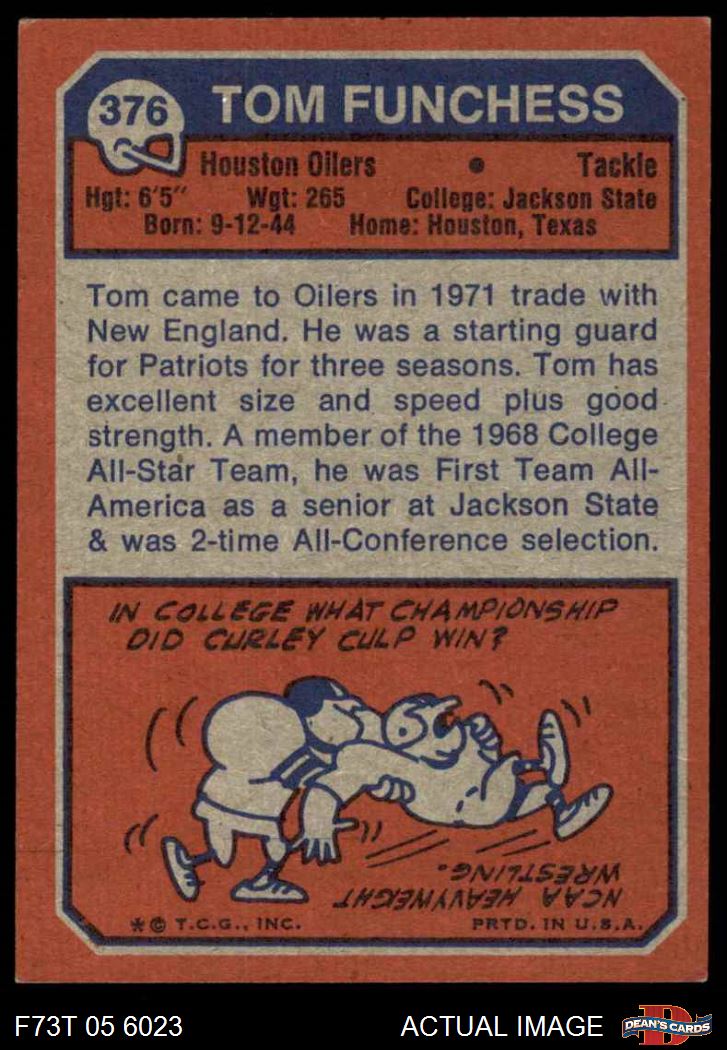 376
TOM FUNCHESS
Houston Oilers • Tackle
Hgt: 6'5" Wgt: 265 College: Jackson State
Born: 9-12-44 Home: Houston, Texas
Tom came to Oilers in 1971 trade with
New England. He was a starting guard
for Patriots for three seasons. Tom has
excellent size and speed plus good
strength. A member of the 1968 College
All-Star Team, he was First Team All-
America as a senior at Jackson State
& was 2-time All-Conference selection.
IN COLLEGE WHAT CHAMPIONSHIP
DID CURLEY CULP WIN?
NCAA HEAVYWEIGHT
WRESTLING.
* © T.C.G., INC. PRTD. IN U.S.A.
F73T 05 6023 ACTUAL IMAGE
D
DEAN'S CARDS